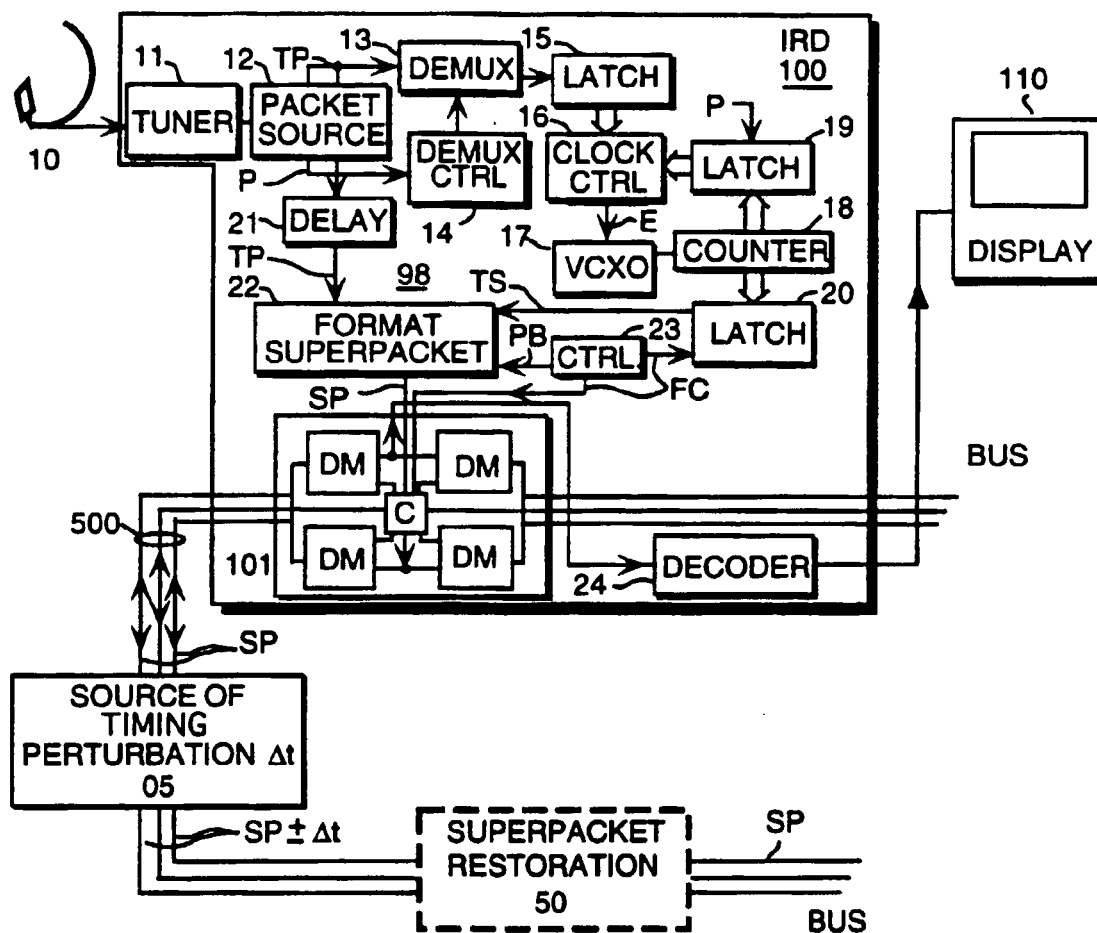 IRD
100
11
12
TP
13
15
110
TUNER
PACKET
SOURCE
DEMUX
LATCH
10
P
DEMUX
CTRL
14
16
CLOCK
CTRL
P
19
LATCH
21
DELAY
TP
E
17
VCXO
18
COUNTER
DISPLAY
22
98
TS
20
FORMAT
SUPERPACKET
PB
23
CTRL
LATCH
SP
FC
DM
DM
C
DM
DM
BUS
500
101
24
DECODER
SP
SOURCE OF
TIMING
PERTURBATION Δt
05
SP ± Δt
SUPERPACKET
RESTORATION
50
SP
BUS